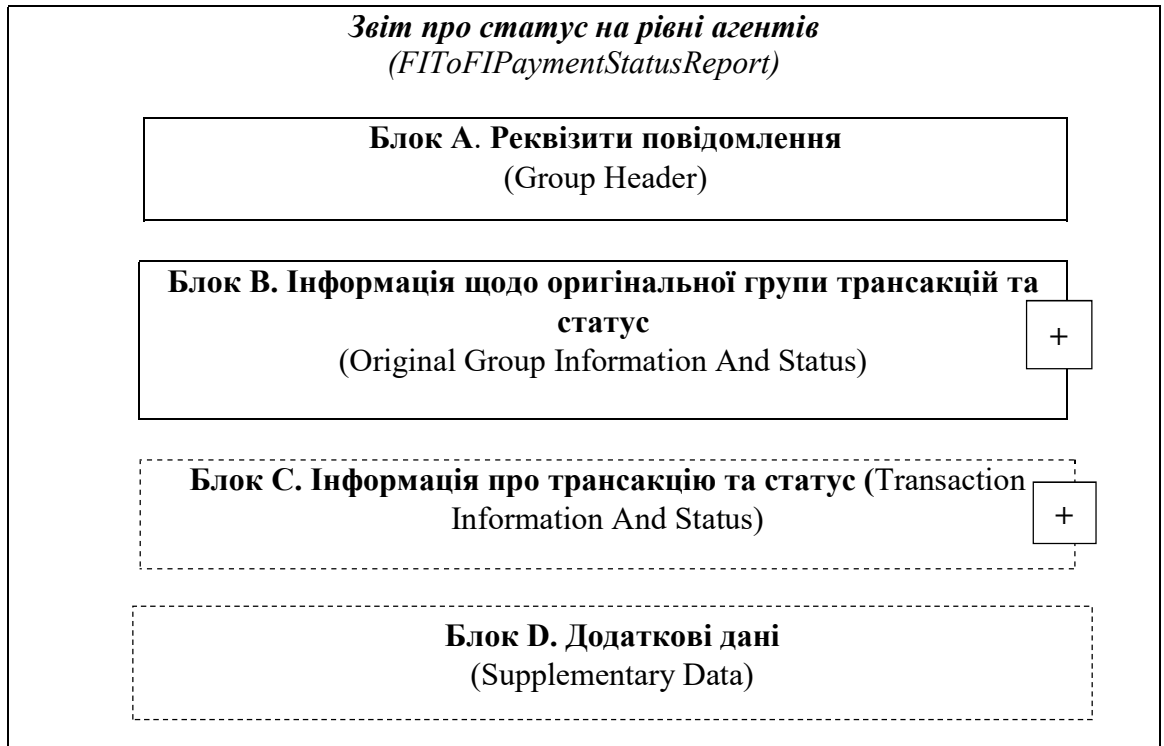 Звіт про статус на рівні агентів
(FIToFIPaymentStatusReport)
Блок А. Реквізити повідомлення
(Group Header)
Блок B. Інформація щодо оригінальної групи трансакцій та
статус
(Original Group Information And Status)
+
Блок C. Інформація про трансакцію та статус (Transaction
Information And Status)
+
Блок D. Додаткові дані
(Supplementary Data)